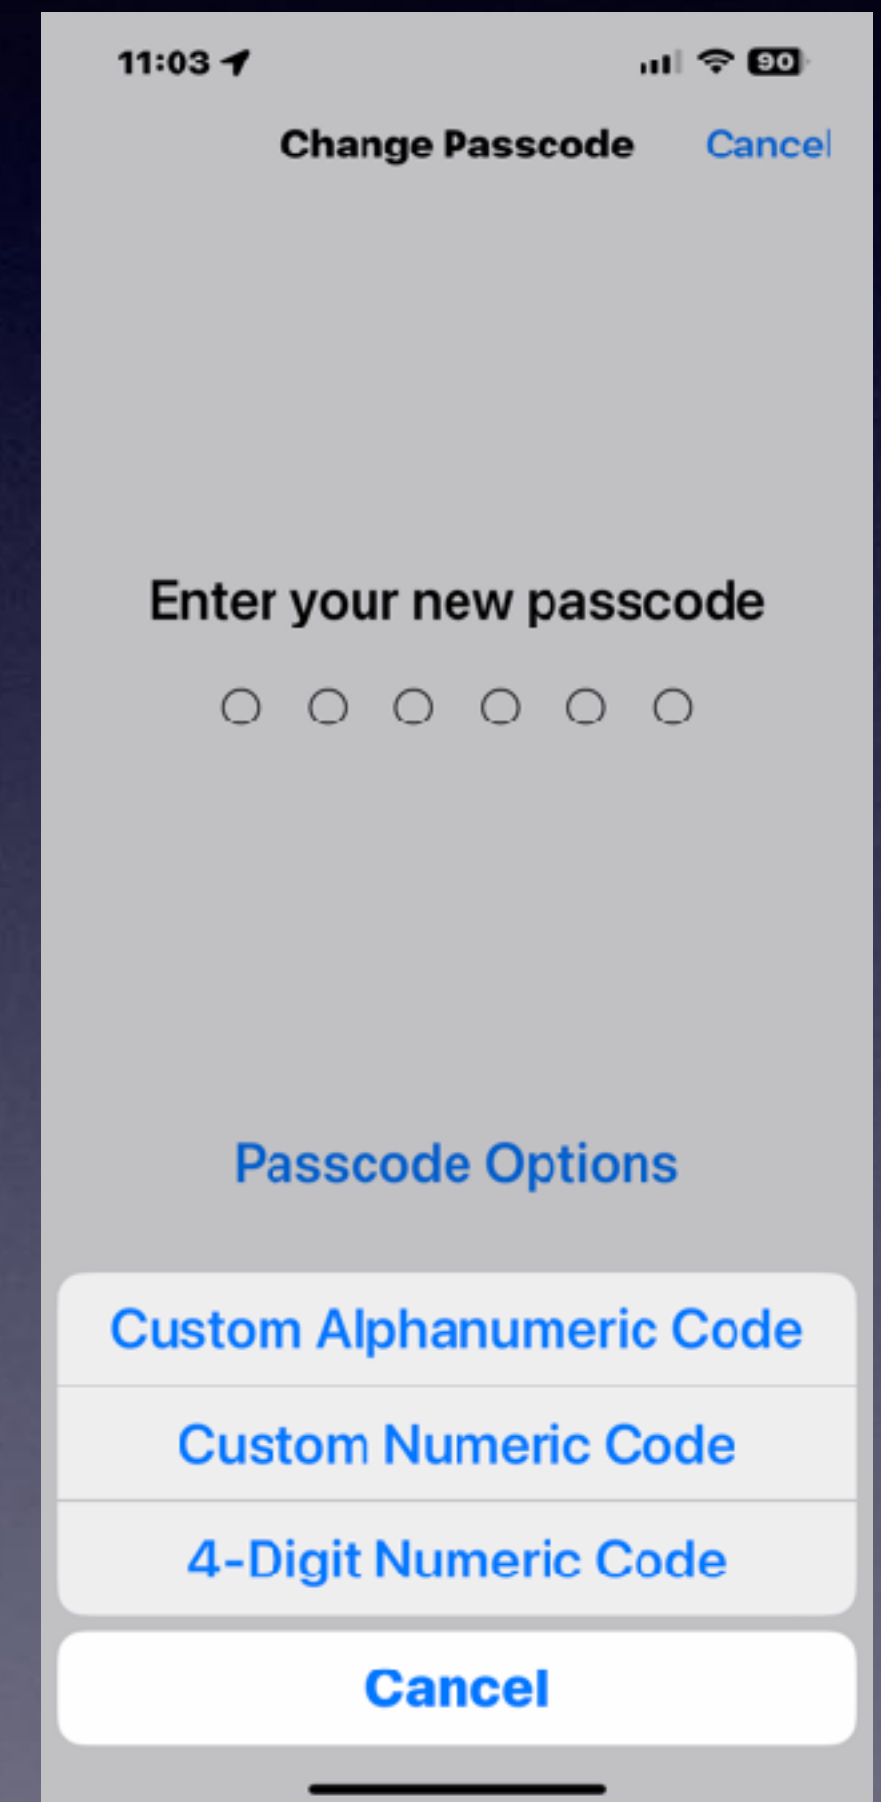 11:03
90
Change Passcode
Cancel
Enter your new passcode
Passcode Options
Custom Alphanumeric Code
Custom Numeric Code
4-Digit Numeric Code
Cancel